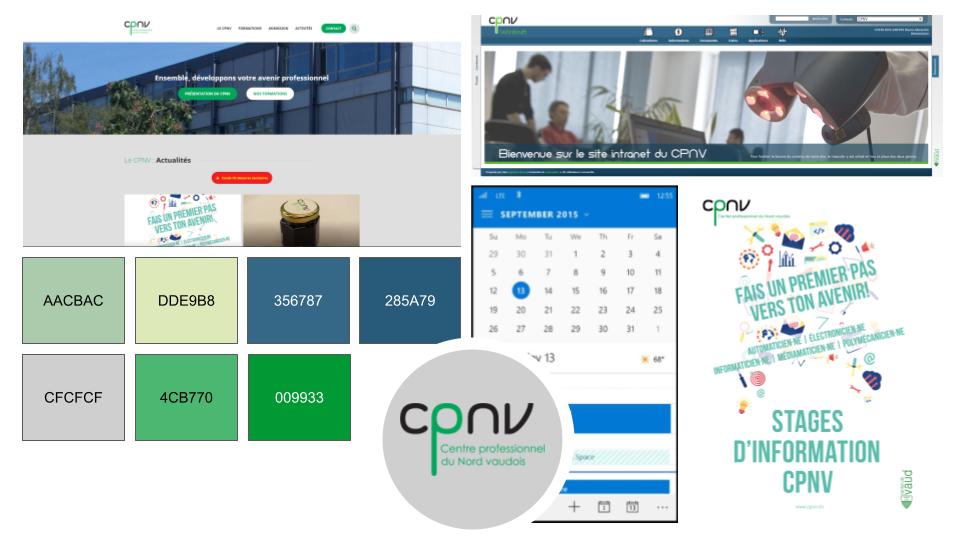 cpnv
LE CPNV FORMATIONS ADMISSION ACTIVITÉS CONTACT
Ensemble, développons votre avenir professionnel
PRÉSENTATION DU CPNV NOS FORMATIONS
Le CPNV : Actualités
FAIS UN PREMIER PAS
VERS TON AVENIR!
cpnv
Bienvenue sur le site intranet du CPNV
vaud
AACBAC DDE9B8 356787 285A79
CFCFCF 4CB770 009933
LTE 12:55
SEPTEMBER 2015
Su Mo Tu We Th Fr Sa
29 30 31 1 2 3 4
5 6 7 8 9 10 11
12 13 14 15 16 17 18
19 20 21 22 23 24 25
26 27 28 29 30 31 1
13 68°
Space
cpnv
Centre professionnel
du Nord vaudois
cpnv
Centre professionnel du Nord vaudois
FAIS UN PREMIER PAS
VERS TON AVENIR!
AUTOMATICIEN·NE | ELECTRONICIEN·NE
INFORMATICIEN·NE | MÉDIAMATICIEN·NE | POLYMÉCANICIEN·NE
STAGES
D'INFORMATION
CPNV
www.cpnv.ch
vaud